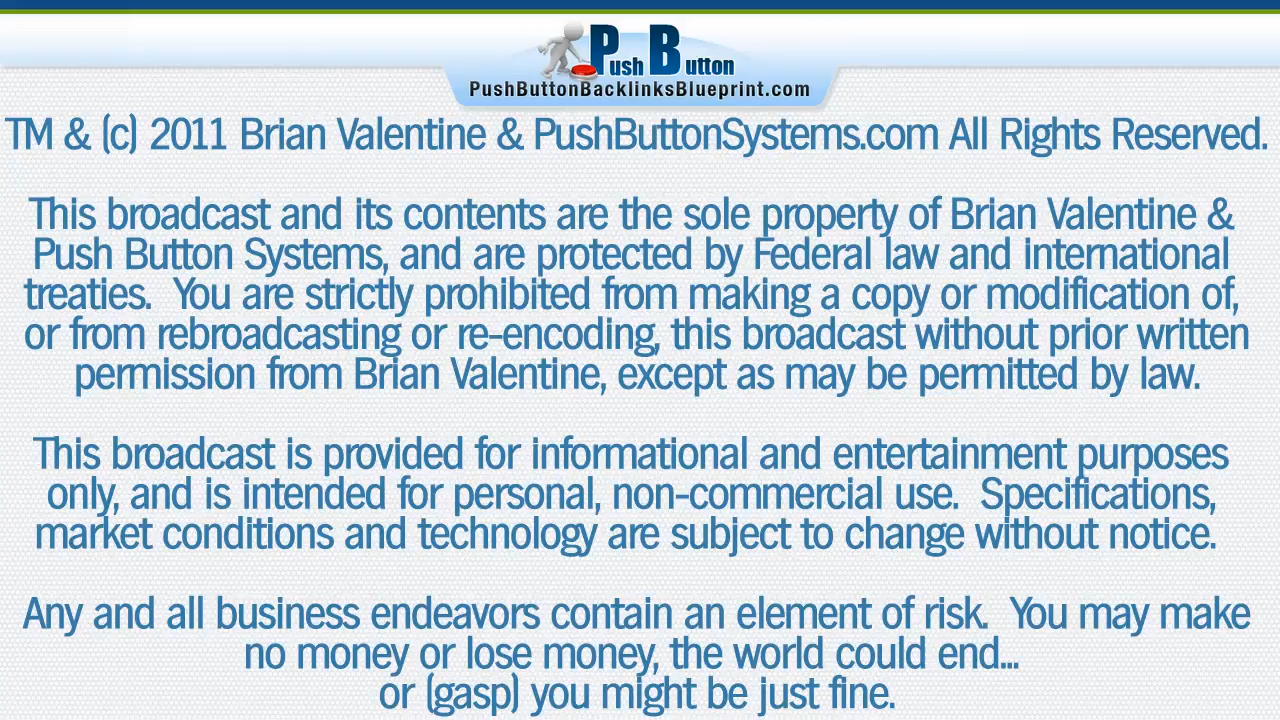 Push Button
PushButtonBacklinksBlueprint.com
TM & (c) 2011 Brian Valentine & PushButtonSystems.com All Rights Reserved.
This broadcast and its contents are the sole property of Brian Valentine &
Push Button Systems, and are protected by Federal law and international
treaties.  You are strictly prohibited from making a copy or modification of,
or from rebroadcasting or re-encoding, this broadcast without prior written
permission from Brian Valentine, except as may be permitted by law.
This broadcast is provided for informational and entertainment purposes
only, and is intended for personal, non-commercial use.  Specifications,
market conditions and technology are subject to change without notice.
Any and all business endeavors contain an element of risk.  You may make
no money or lose money, the world could end...
or (gasp) you might be just fine.